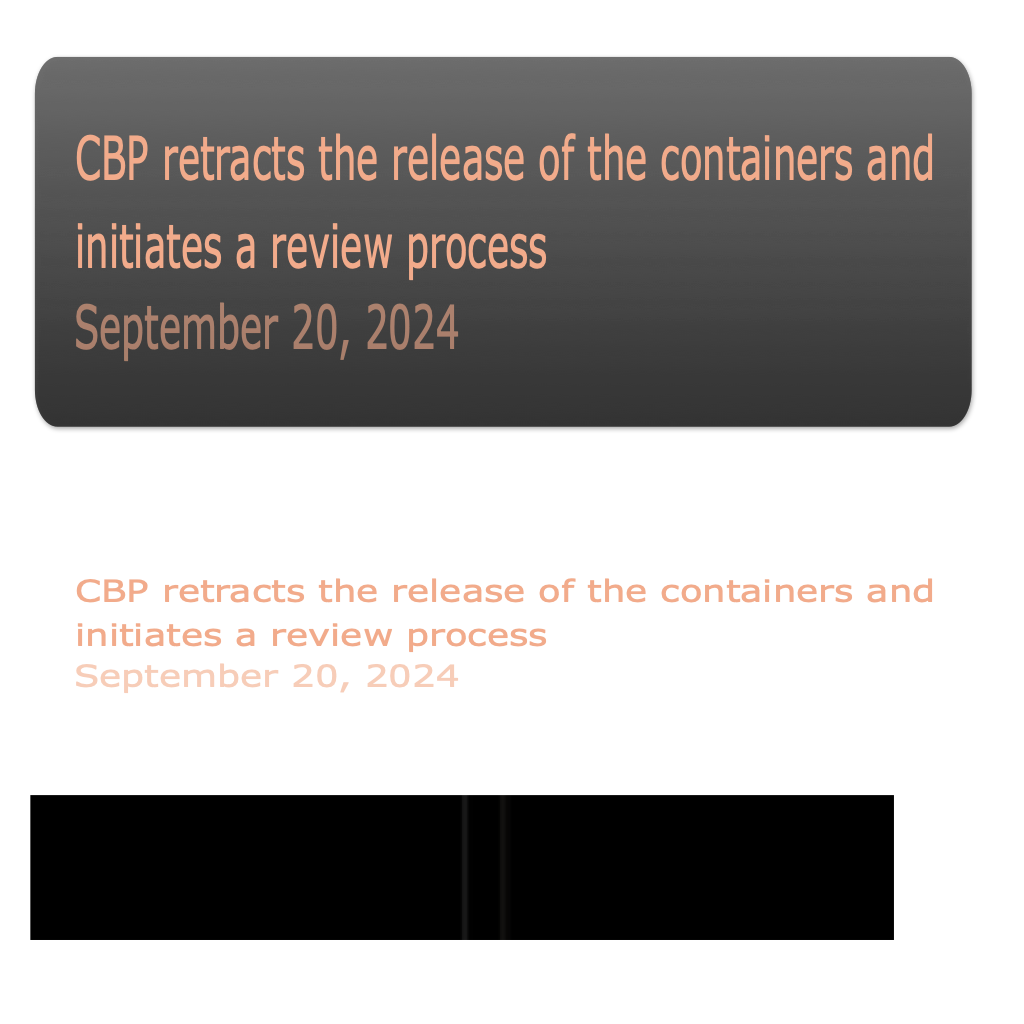 CBP retracts the release of the containers and
initiates a review process
September 20, 2024
CBP retracts the release of the containers and
initiates a review process
September 20, 2024